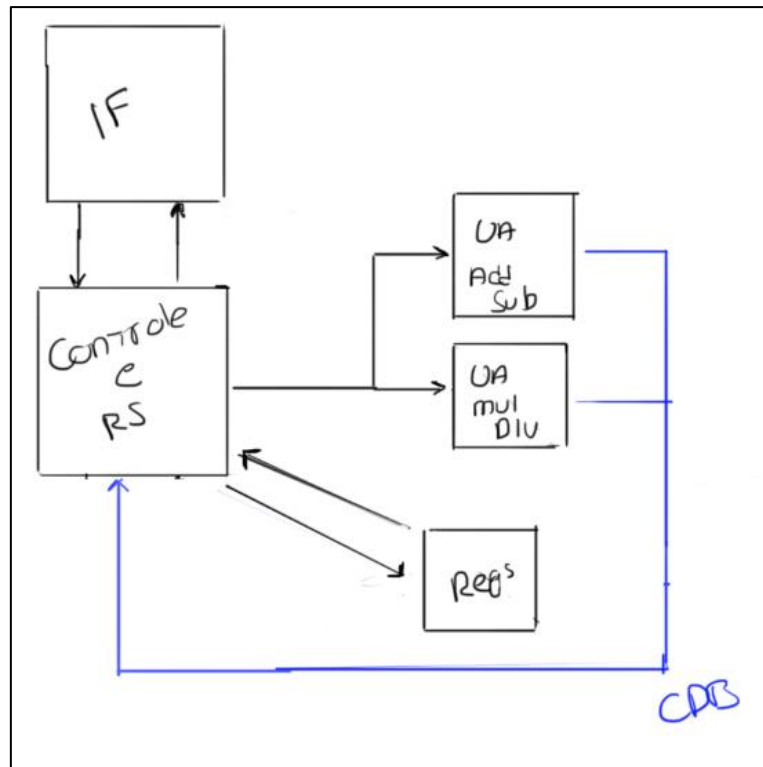 IF
Controle
e
RS
UA
Add
Sub
UA
mul
DIV
Regs
CDB